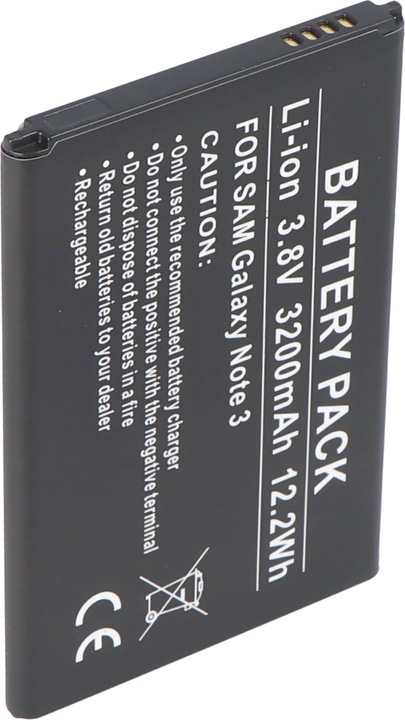 BATTERY PACK
Li-ion 3.8V 3200mAh 12.2Wh
FOR SAM Galaxy Note 3
CAUTION:
•Only use the recommended battery charger
•Do not connect the positive with the negative terminal
•Do not dispose of batteries in a fire
•Return old batteries to your dealer
•Rechargeable
CE